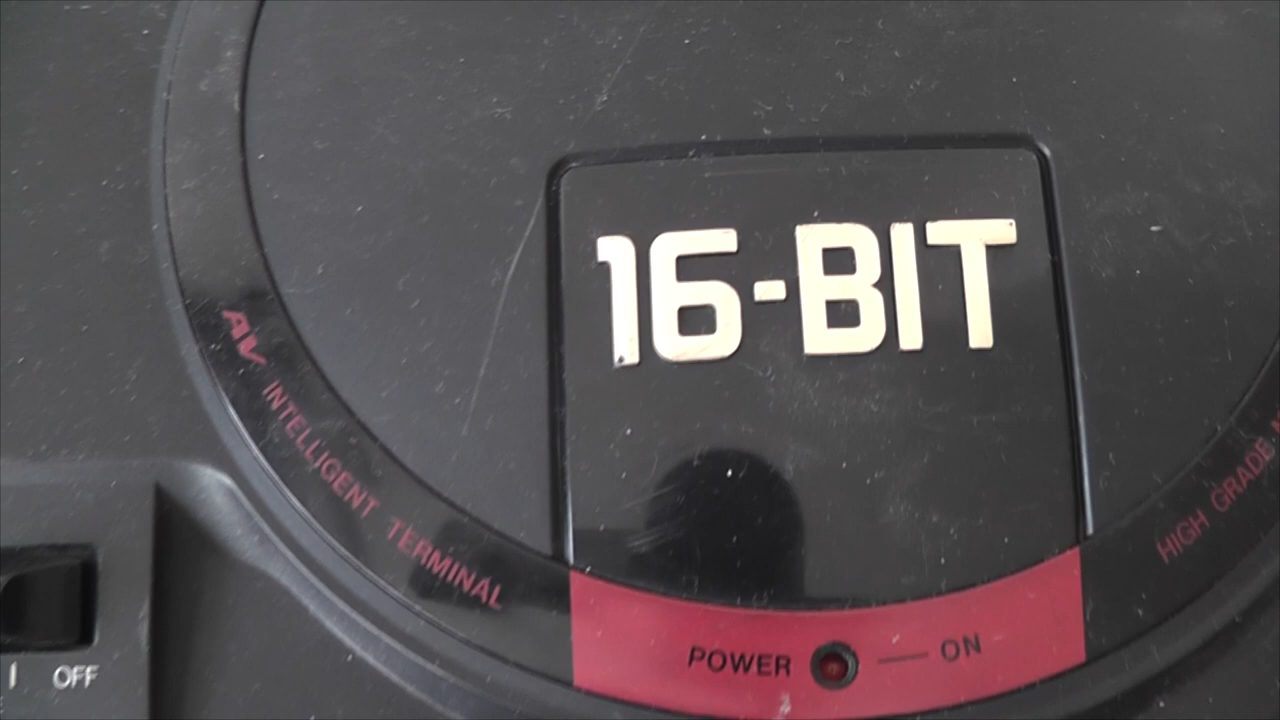 16-BIT
AV INTELLIGENT TERMINAL
HIGH GRADE
POWER — ON
OFF